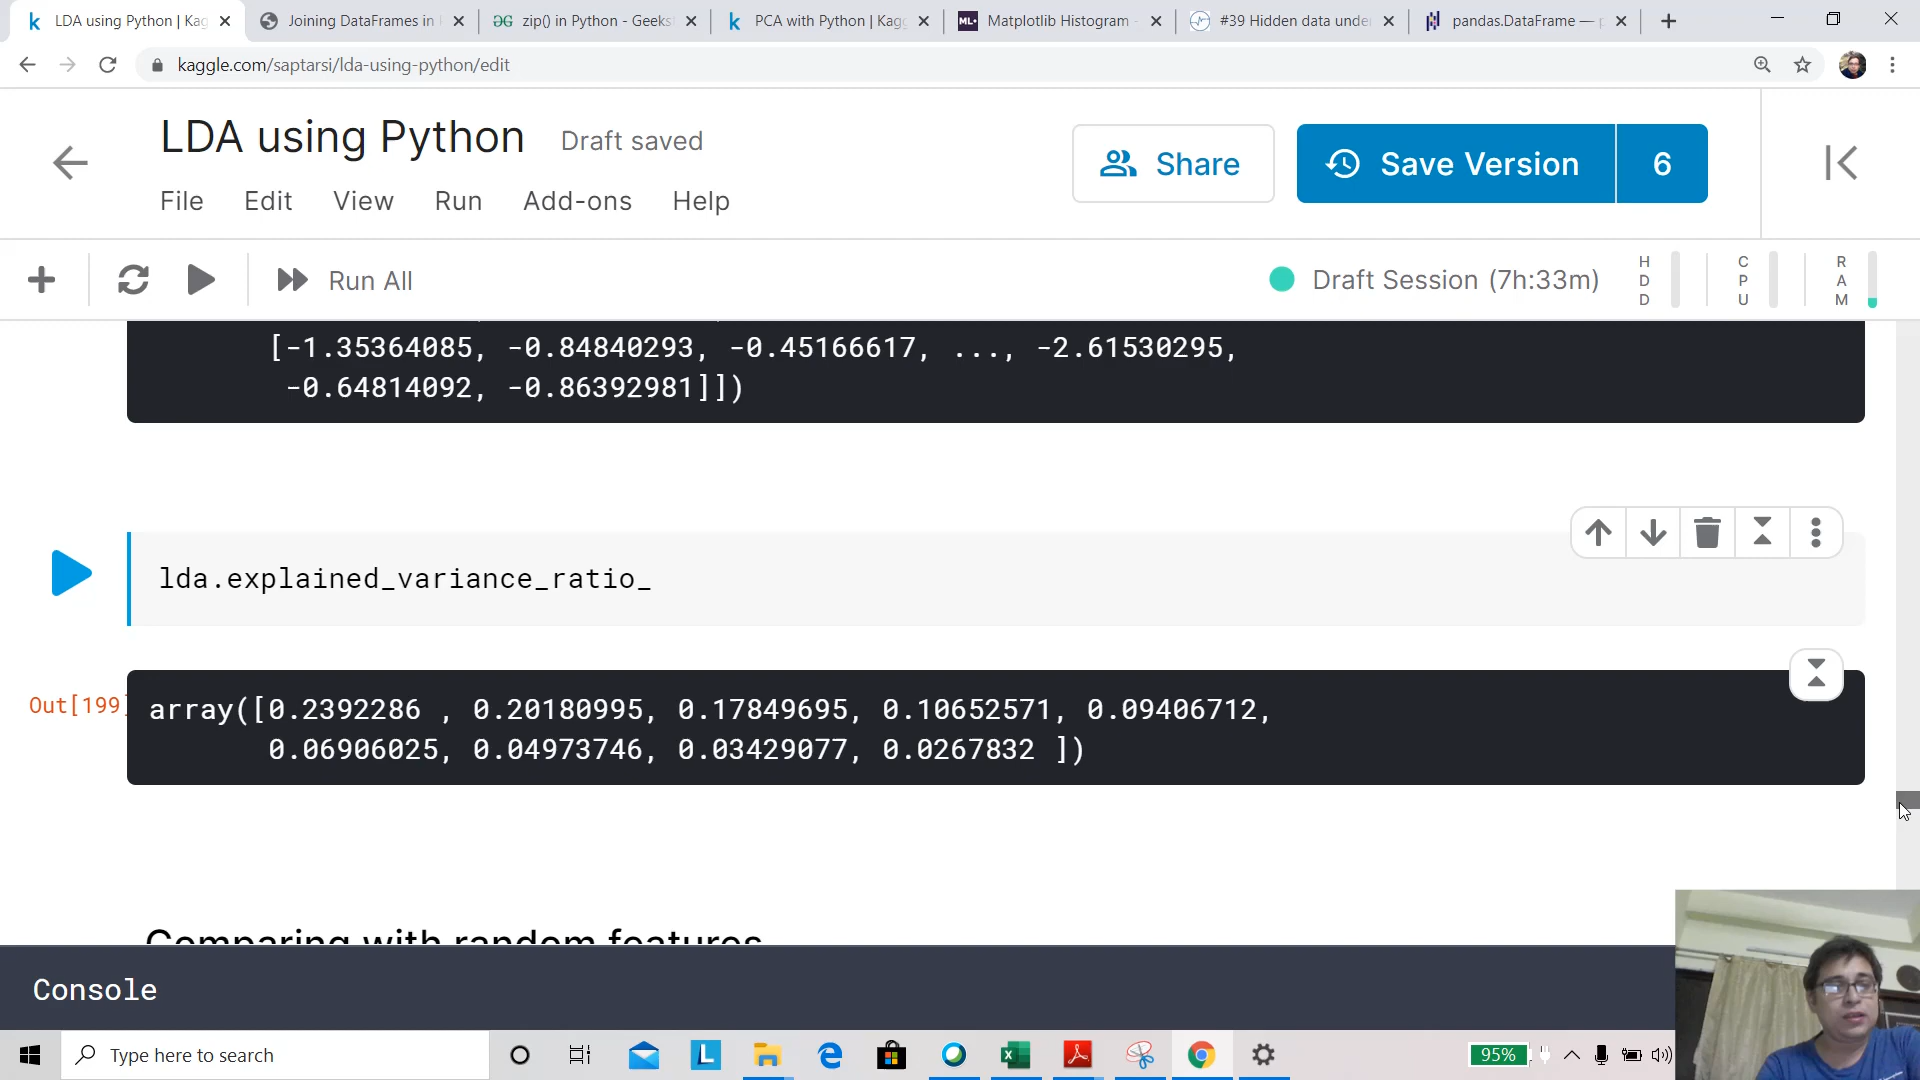 LDA using Python | Kag
Joining DataFrames in
zip() in Python - Geeks
PCA with Python | Kagg
Matplotlib Histogram -
#39 Hidden data unde
pandas.DataFrame —
kaggle.com/saptarsi/lda-using-python/edit
LDA using Python
Draft saved
Share
Save Version
6
File Edit View Run Add-ons Help
Run All
Draft Session (7h:33m)
HDD
CPU
RAM
[-1.35364085, -0.84840293, -0.45166617, ..., -2.61530295,
-0.64814092, -0.86392981]])
lda.explained_variance_ratio_
Out[199]
array([0.2392286 , 0.20180995, 0.17849695, 0.10652571, 0.09406712,
0.06906025, 0.04973746, 0.03429077, 0.0267832 ])
Comparing with random features
Console
Type here to search
95%